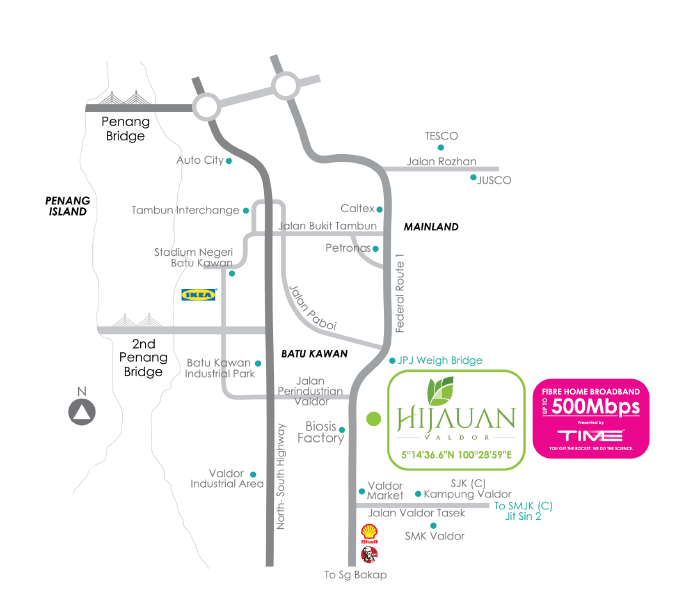 Penang
Bridge
TESCO
Jalan Rozhan
JUSCO
Auto City
PENANG
ISLAND
Tambun Interchange
Caltex
Jalan Bukit Tambun
MAINLAND
Petronas
Stadium Negeri
Batu Kawan
IKEA
Jalan Paboi
Federal Route 1
2nd
Penang
Bridge
BATU KAWAN
JPJ Weigh Bridge
Batu Kawan
Industrial Park
Jalan
Perindustrian
Valdor
N
HIJAUAN
VALDOR
5°14'36.6"N 100°28'59"E
FIBRE HOME BROADBAND
UP TO 500Mbps
Presented by
TIME
YOU GET THE ROCKET. WE DO THE SCIENCE.
Biosis
Factory
North- South Highway
Valdor
Industrial Area
Valdor
Market
SJK (C)
Kampung Valdor
Jalan Valdor Tasek
To SMJK (C)
Jit Sin 2
SMK Valdor
Shell
KFC
To Sg Bakap